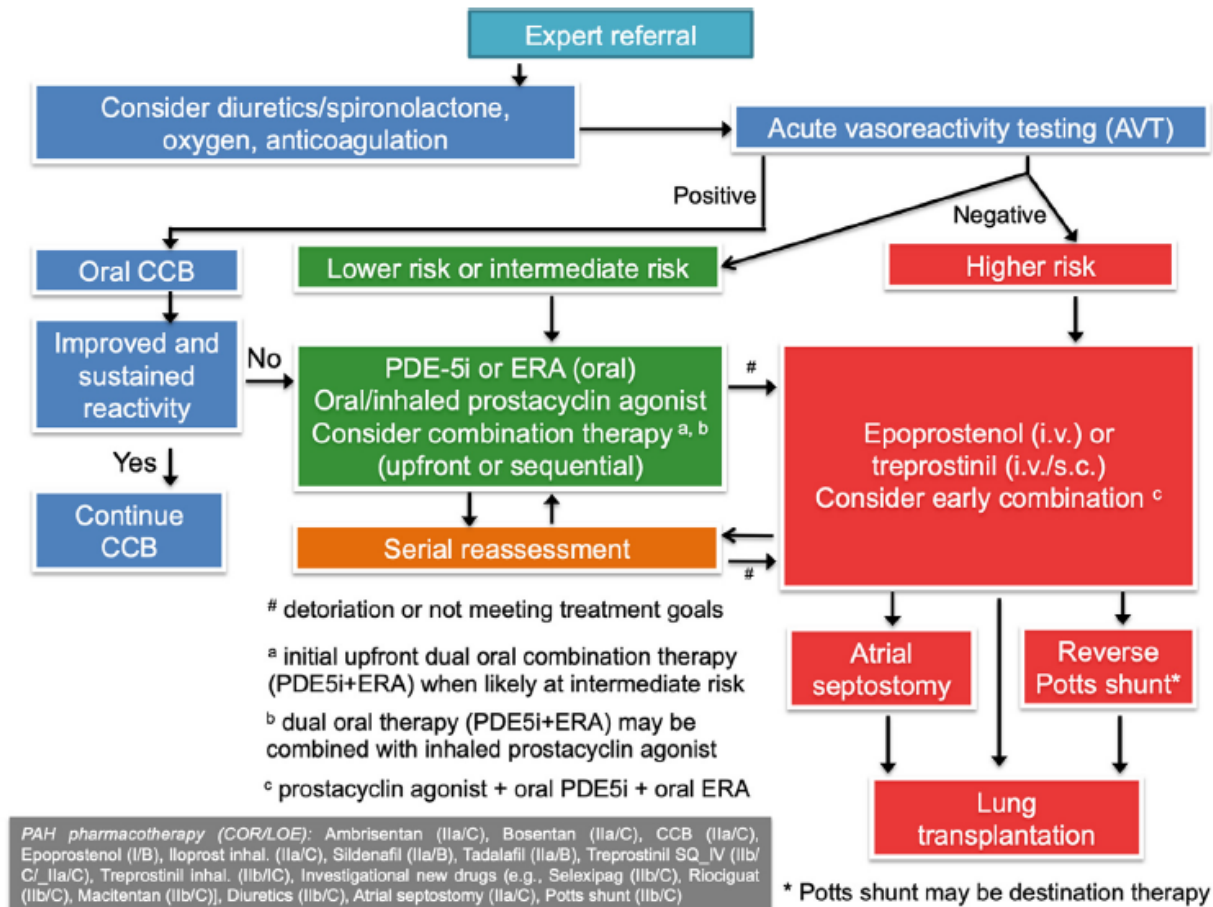 Expert referral
Consider diuretics/spironolactone,
oxygen, anticoagulation
Acute vasoreactivity testing (AVT)
Positive
Negative
Oral CCB
Lower risk or intermediate risk
Higher risk
Improved and
sustained
reactivity
No
PDE-5i or ERA (oral)
Oral/inhaled prostacyclin agonist
Consider combination therapy a, b
(upfront or sequential)
#
Epoprostenol (i.v.) or
treprostinil (i.v./s.c.)
Consider early combination c
Yes
Continue
CCB
Serial reassessment
#
# detoriation or not meeting treatment goals
a initial upfront dual oral combination therapy
(PDE5i+ERA) when likely at intermediate risk
b dual oral therapy (PDE5i+ERA) may be
combined with inhaled prostacyclin agonist
c prostacyclin agonist + oral PDE5i + oral ERA
Atrial
septostomy
Reverse
Potts shunt*
Lung
transplantation
PAH pharmacotherapy (COR/LOE): Ambrisentan (IIa/C), Bosentan (IIa/C), CCB (IIa/C),
Epoprostenol (I/B), Iloprost inhal. (IIa/C), Sildenafil (IIa/B), Tadalafil (IIa/B), Treprostinil SQ_IV (IIb/
C/_IIa/C), Treprostinil inhal. (IIb/IC), Investigational new drugs (e.g., Selexipag (IIb/C), Riociguat
(IIb/C), Macitentan (IIb/C)], Diuretics (IIb/C), Atrial septostomy (IIa/C), Potts shunt (IIb/C)
* Potts shunt may be destination therapy